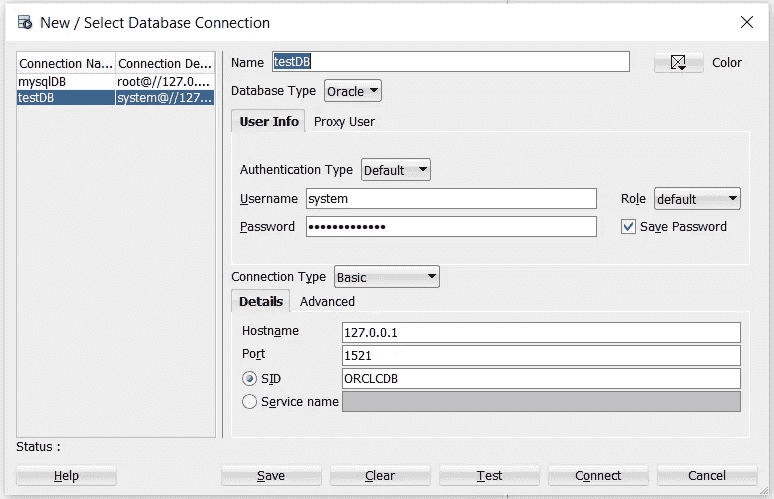 New / Select Database Connection
Connection Na... Connection De...
mysqlDB root@//127.0....
testDB system@//127...
Name testDB Color
Database Type Oracle
User Info Proxy User
Authentication Type Default
Username system Role default
Password ••••••••••••• Save Password
Connection Type Basic
Details Advanced
Hostname 127.0.0.1
Port 1521
SID ORCLCDB
Service name
Status :
Help Save Clear Test Connect Cancel